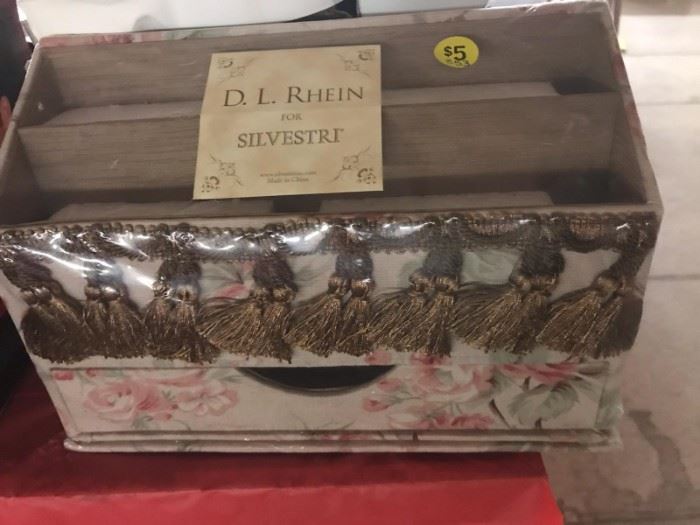 $5
D. L. RHEIN
FOR
SILVESTRI
Made in China